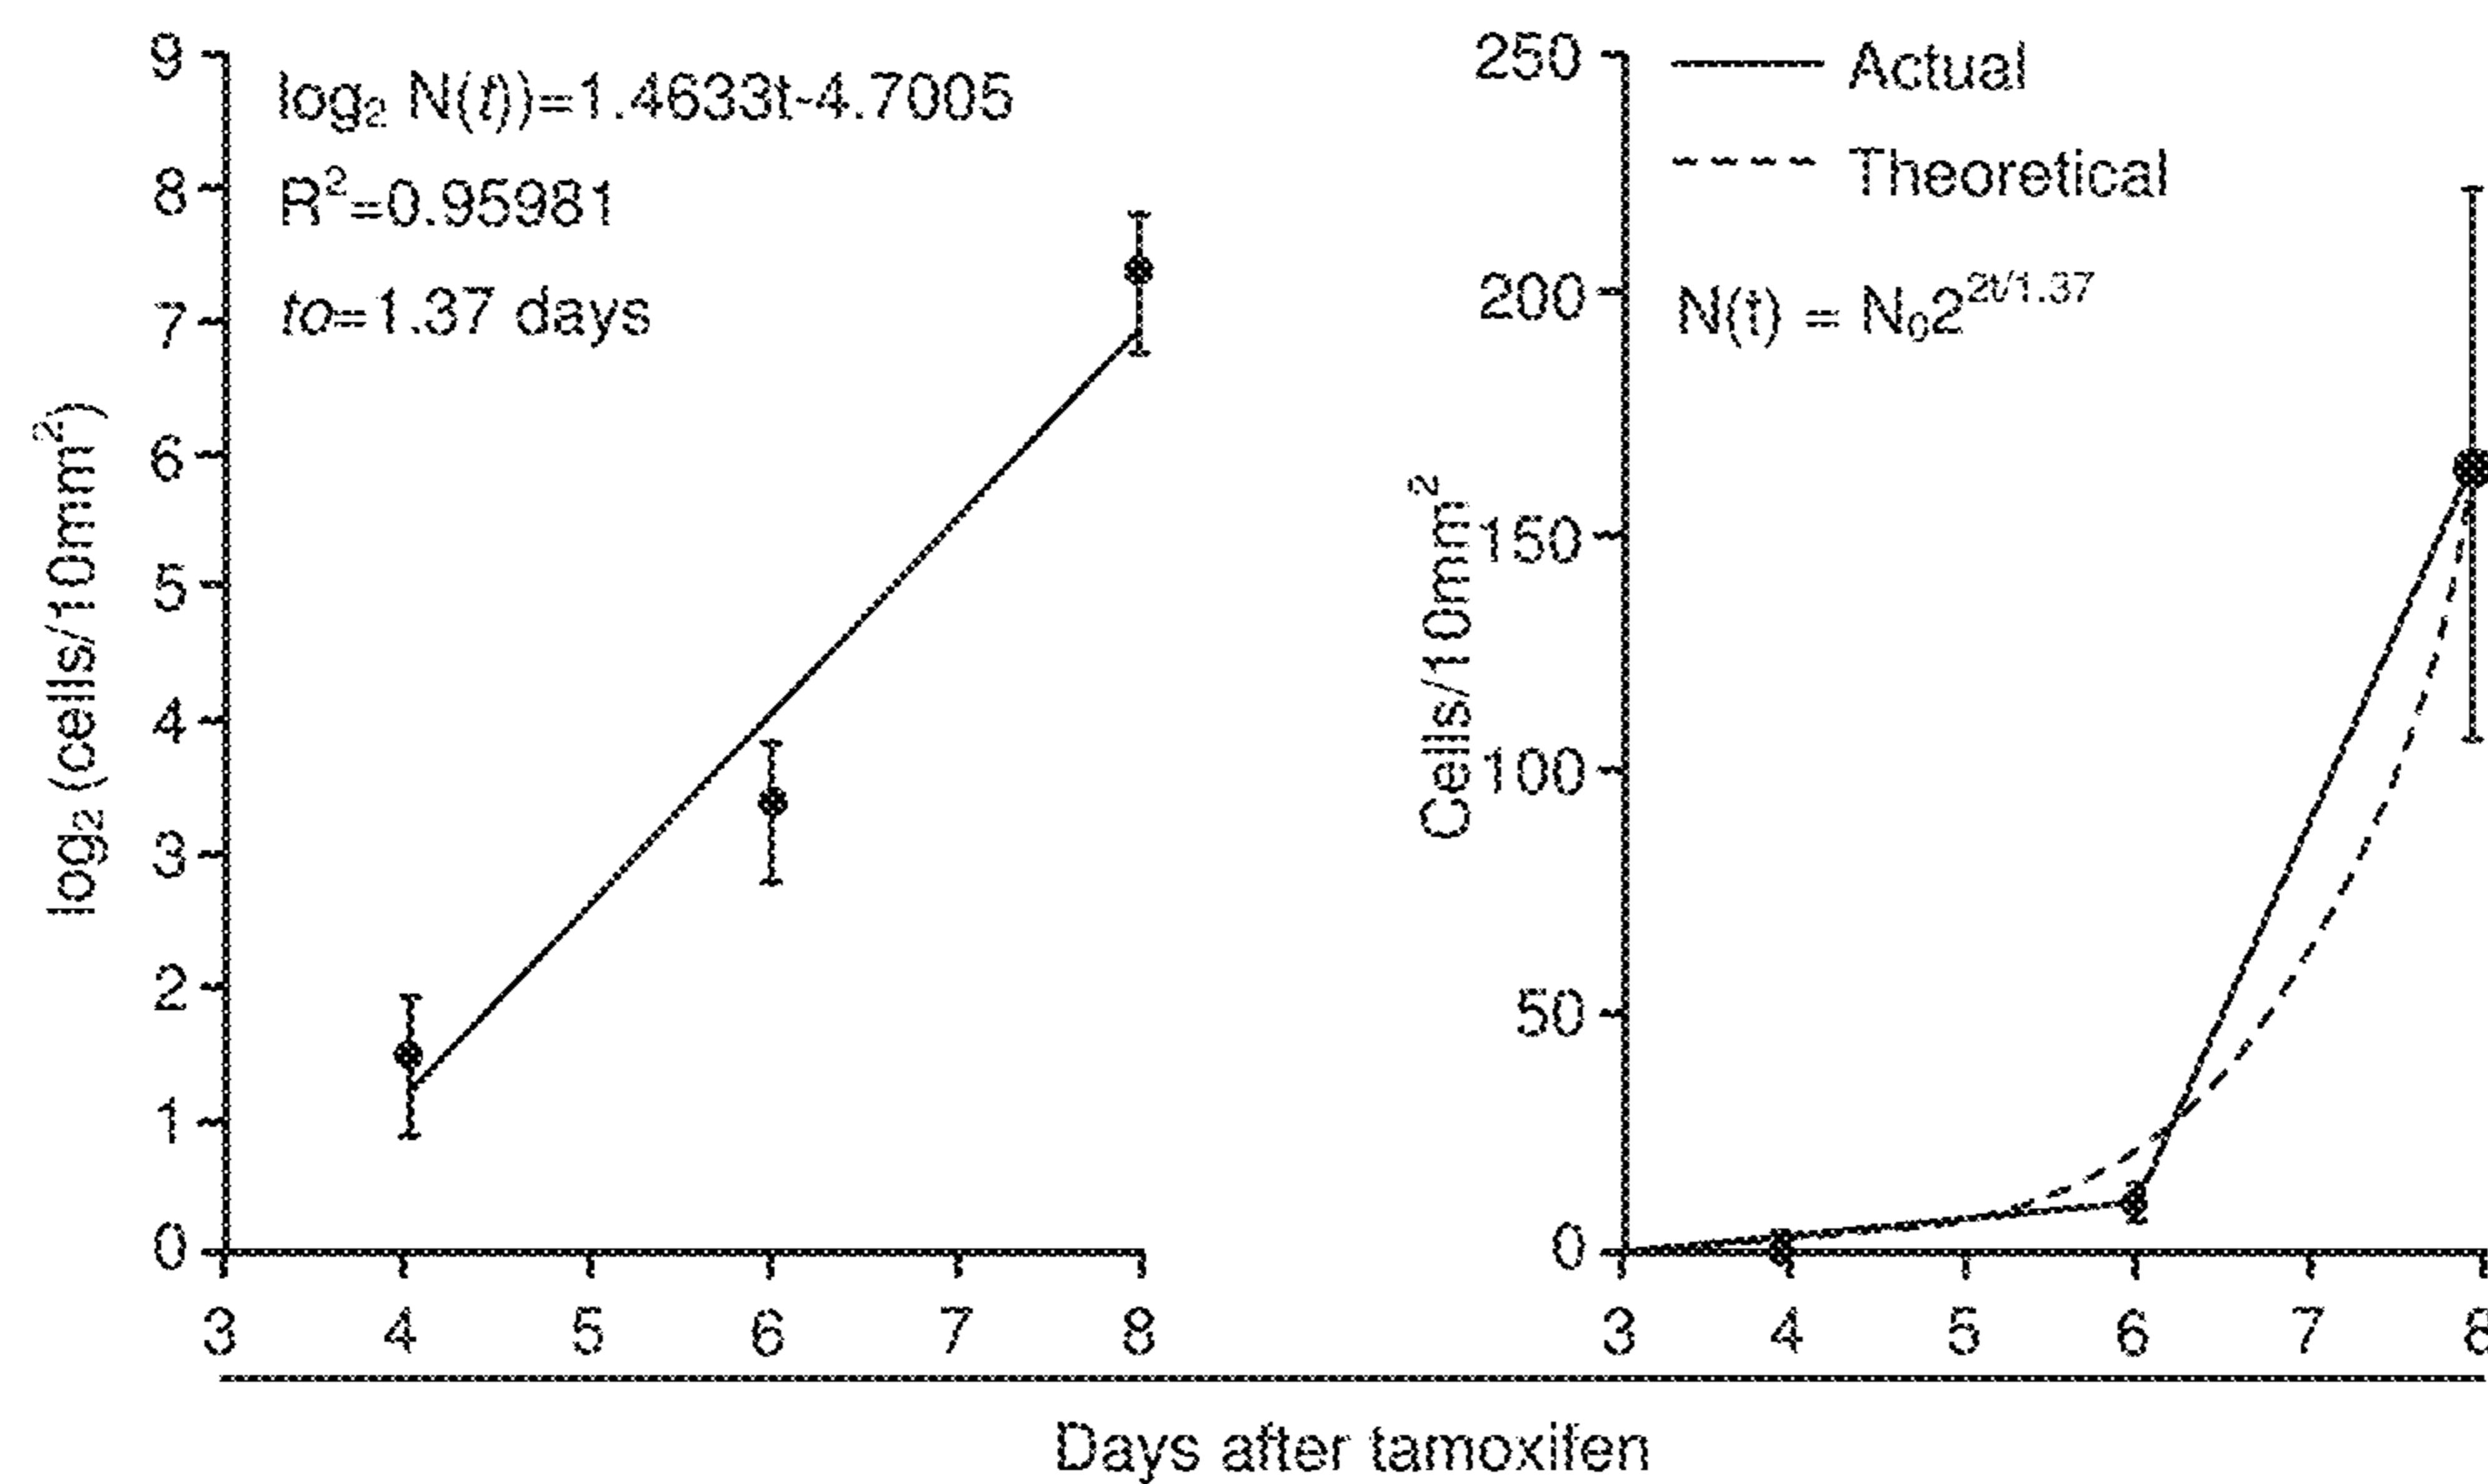 log₂ N(t))=1.4633t-4.7005
R²=0.95981
to=1.37 days
log₂ (cells/10mm²)
9
8
7
6
5
4
3
2
1
0
3 4 5 6 7 8
Actual
Theoretical
N(t) = N₀2^2t/1.37
Cells/10mm²
250
200
150
100
50
0
3 4 5 6 7 8
Days after tamoxifen